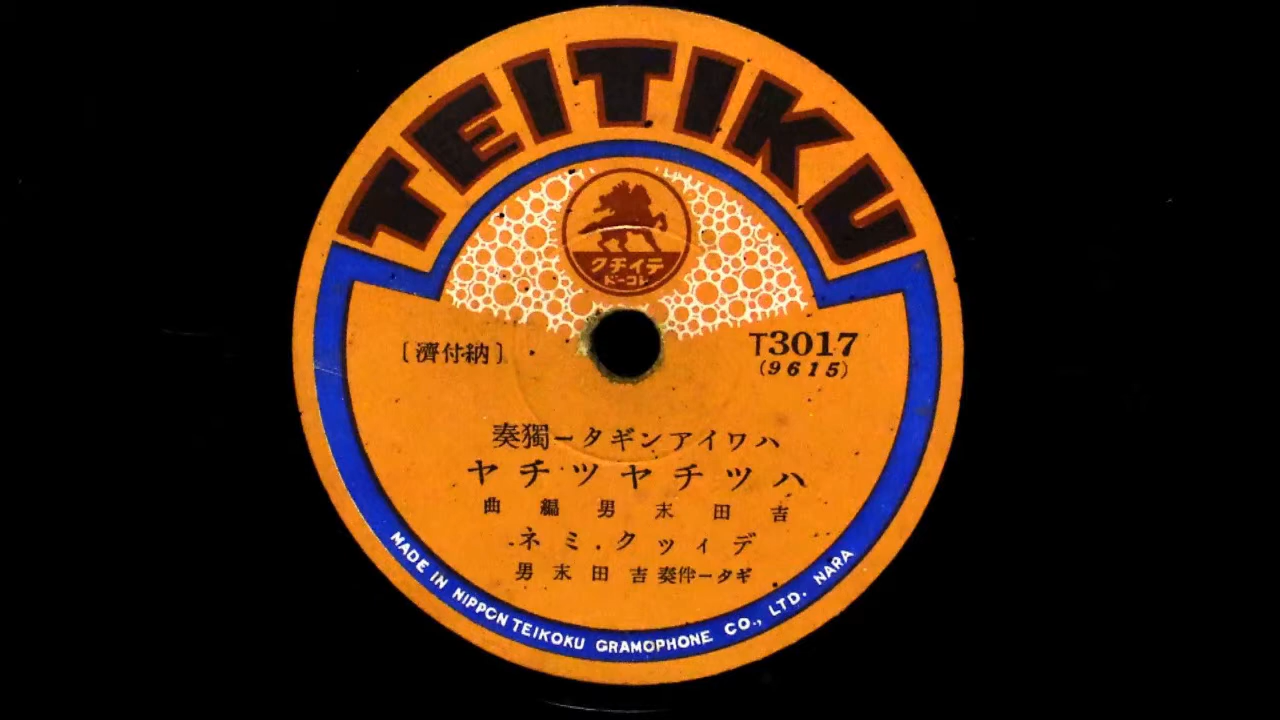 TEITIKU
テイチク
レコード
〔納付濟〕
T3017
(9615)
ハワイアンギター獨奏
ハツチヤツチヤ
吉田末男編曲
ディック・ミネ
ギター伴奏 吉田末男
MADE IN NIPPON TEIKOKU GRAMOPHONE CO., LTD. NARA